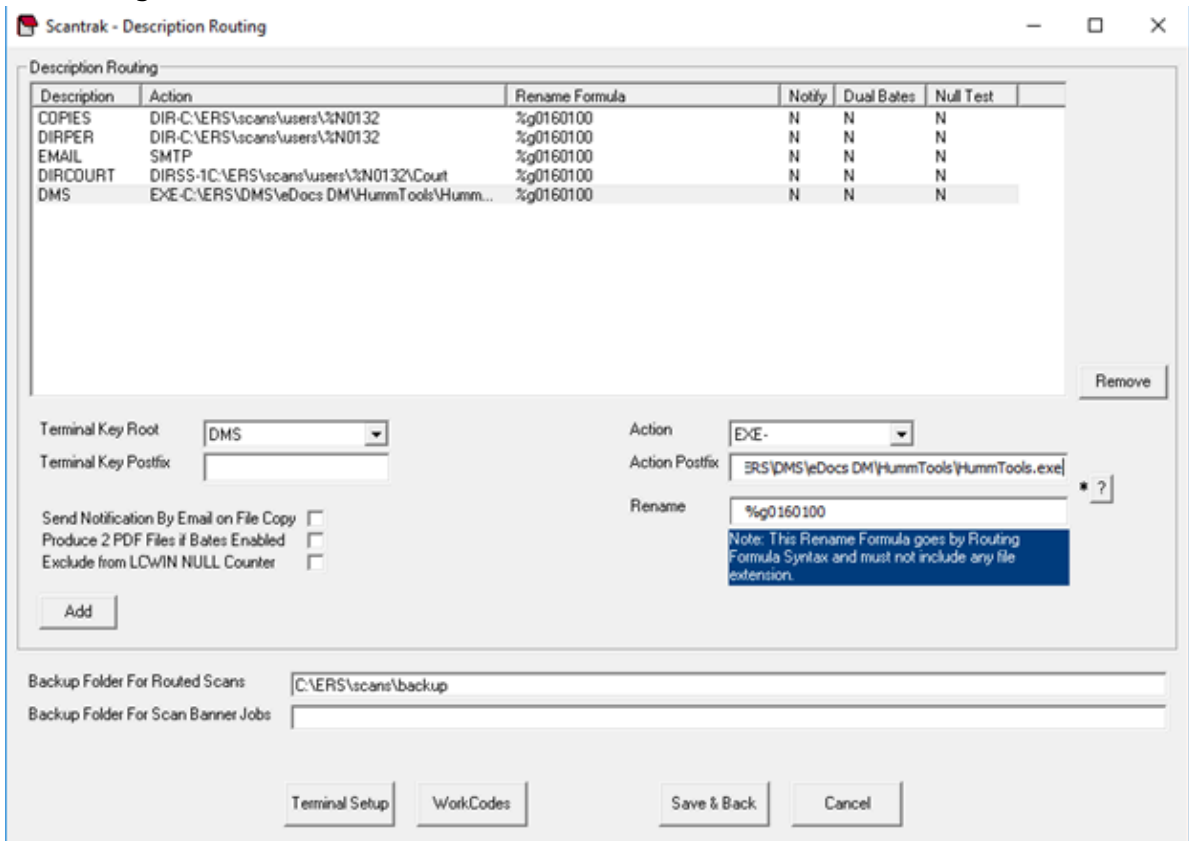 Scantrak - Description Routing
Description Routing
Description Action Rename Formula Notify Dual Bates Null Test
COPIES DIR-C:\ERS\scans\users\%N0132 %g0160100 N N N
DIRPER DIR-C:\ERS\scans\users\%N0132 %g0160100 N N N
EMAIL SMTP %g0160100 N N N
DIRCOURT DIRSS-1C:\ERS\scans\users\%N0132\Court %g0160100 N N N
DMS EXE-C:\ERS\DMS\eDocs DM\HummTools\Humm... %g0160100 N N N
Remove
Terminal Key Root DMS Action EXE-
Terminal Key Postfix Action Postfix ERS\DMS\eDocs DM\HummTools\HummTools.exe
* ?
Send Notification By Email on File Copy Rename %g0160100
Produce 2 PDF Files if Bates Enabled
Exclude from LCWIN NULL Counter
Note: This Rename Formula goes by Routing
Formula Syntax and must not include any file
extension.
Add
Backup Folder For Routed Scans C:\ERS\scans\backup
Backup Folder For Scan Banner Jobs
Terminal Setup WorkCodes Save & Back Cancel